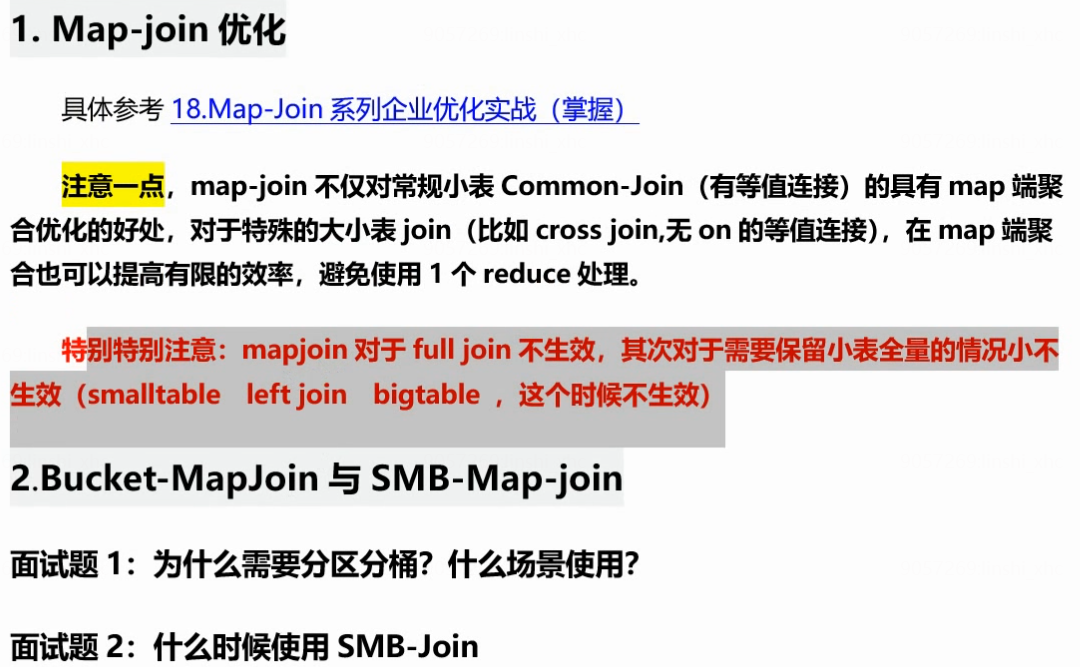 1. Map-join 优化
具体参考 18.Map-Join 系列企业优化实战（掌握）
注意一点，map-join 不仅对常规小表 Common-Join（有等值连接）的具有 map 端聚
合优化的好处，对于特殊的大小表 join（比如 cross join,无 on 的等值连接），在 map 端聚
合也可以提高有限的效率，避免使用 1 个 reduce 处理。
特别特别注意：mapjoin 对于 full join 不生效，其次对于需要保留小表全量的情况小不
生效（smalltable left join bigtable ，这个时候不生效）
2.Bucket-MapJoin 与 SMB-Map-join
面试题 1：为什么需要分区分桶？什么场景使用？
面试题 2：什么时候使用 SMB-Join